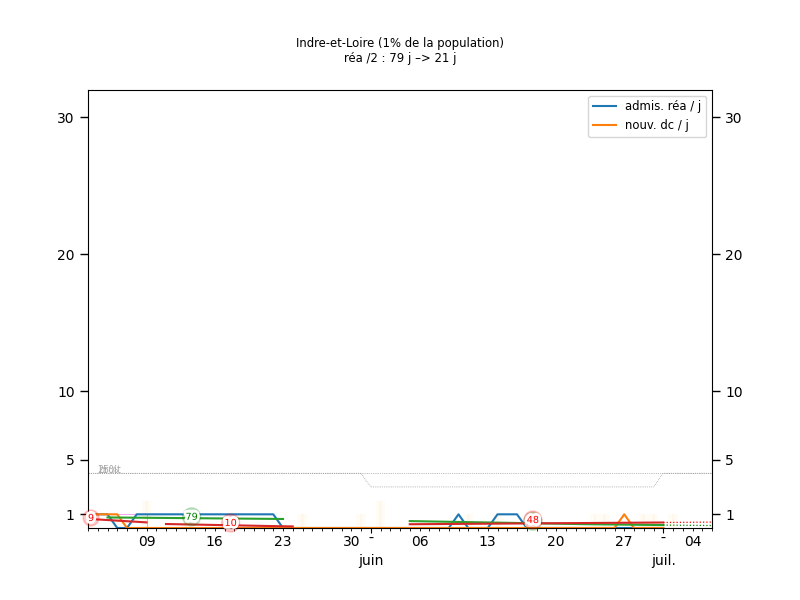 Indre-et-Loire (1% de la population)
réa /2 : 79 j –> 21 j
admis. réa / j
nouv. dc / j
30 30
20 20
10 10
5 5
1 1
9 79 10 48
09 16 23 30 - 06 13 20 27 - 04
juin juil.